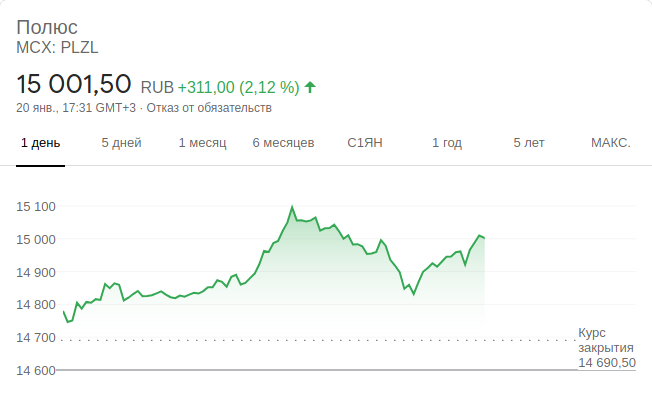 Полюс
MCX: PLZL
15 001,50 RUB +311,00 (2,12 %)
20 янв., 17:31 GMT+3 · Отказ от обязательств
1 день 5 дней 1 месяц 6 месяцев С1ЯН 1 год 5 лет МАКС.
15 100
15 000
14 900
14 800
14 700
Курс
закрытия
14 690,50
14 600